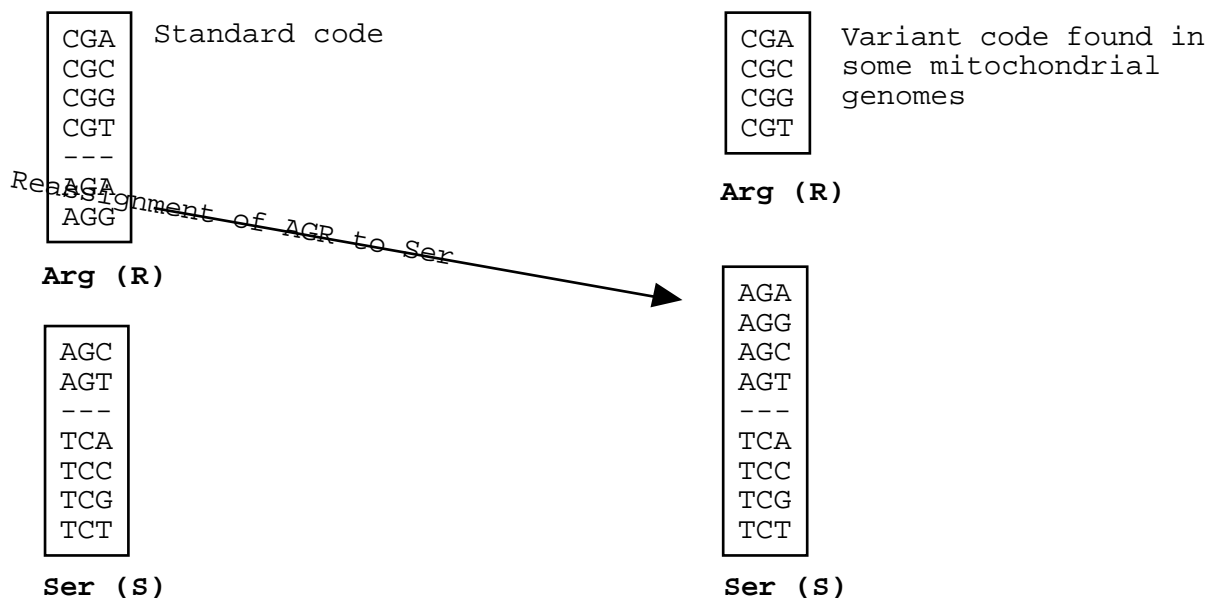 CGA
CGC
CGG
CGT
---
AGA
AGG
Standard code
Arg (R)
Reassignment of AGR to Ser
AGC
AGT
---
TCA
TCC
TCG
TCT
Ser (S)
CGA
CGC
CGG
CGT
Variant code found in
some mitochondrial
genomes
Arg (R)
AGA
AGG
AGC
AGT
---
TCA
TCC
TCG
TCT
Ser (S)